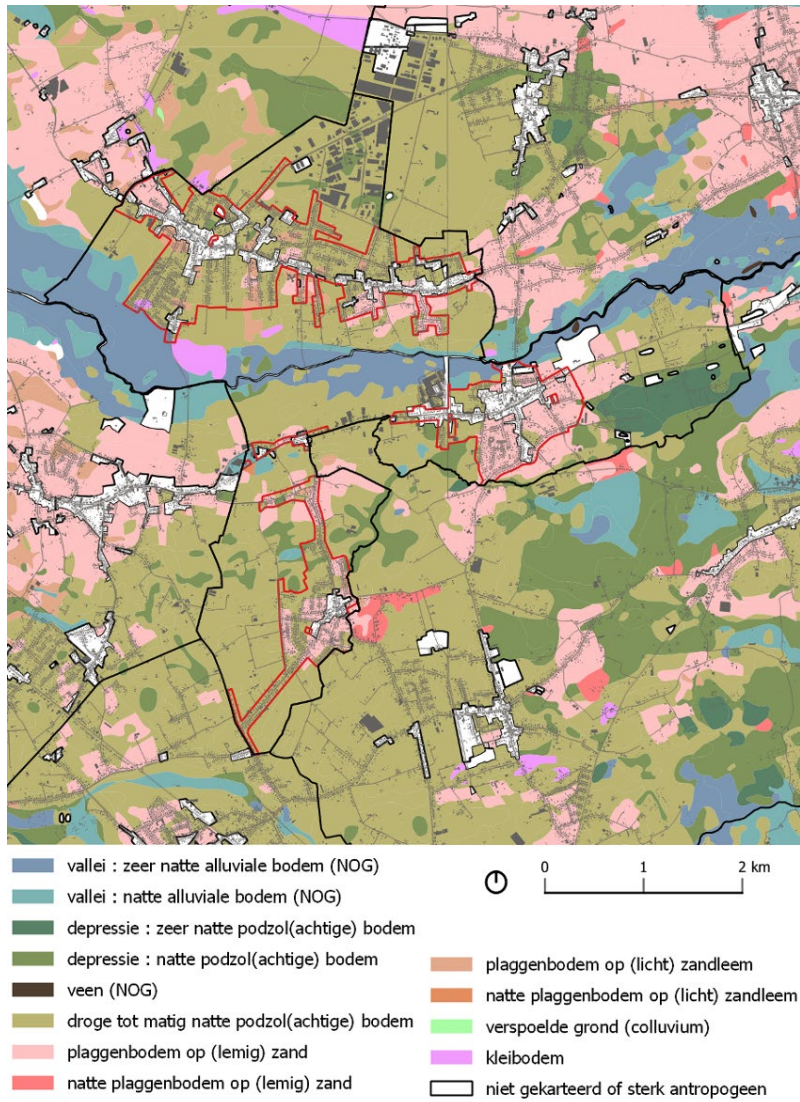 vallei : zeer natte alluviale bodem (NOG)
vallei : natte alluviale bodem (NOG)
depressie : zeer natte podzol(achtige) bodem
depressie : natte podzol(achtige) bodem
veen (NOG)
droge tot matig natte podzol(achtige) bodem
plaggenbodem op (lemig) zand
natte plaggenbodem op (lemig) zand
0 1 2 km
plaggenbodem op (licht) zandleem
natte plaggenbodem op (licht) zandleem
verspoelde grond (colluvium)
kleibodem
niet gekarteerd of sterk antropogeen